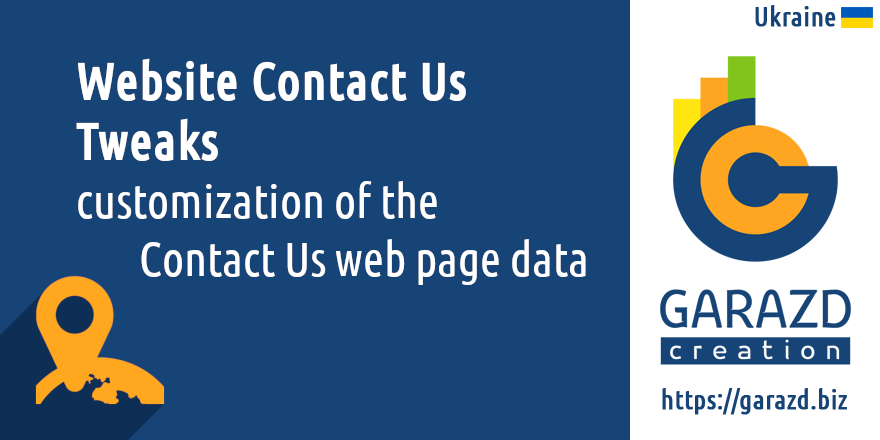 Website Contact Us
Tweaks
customization of the
Contact Us web page data
Ukraine
GARAZD
creation
https://garazd.biz